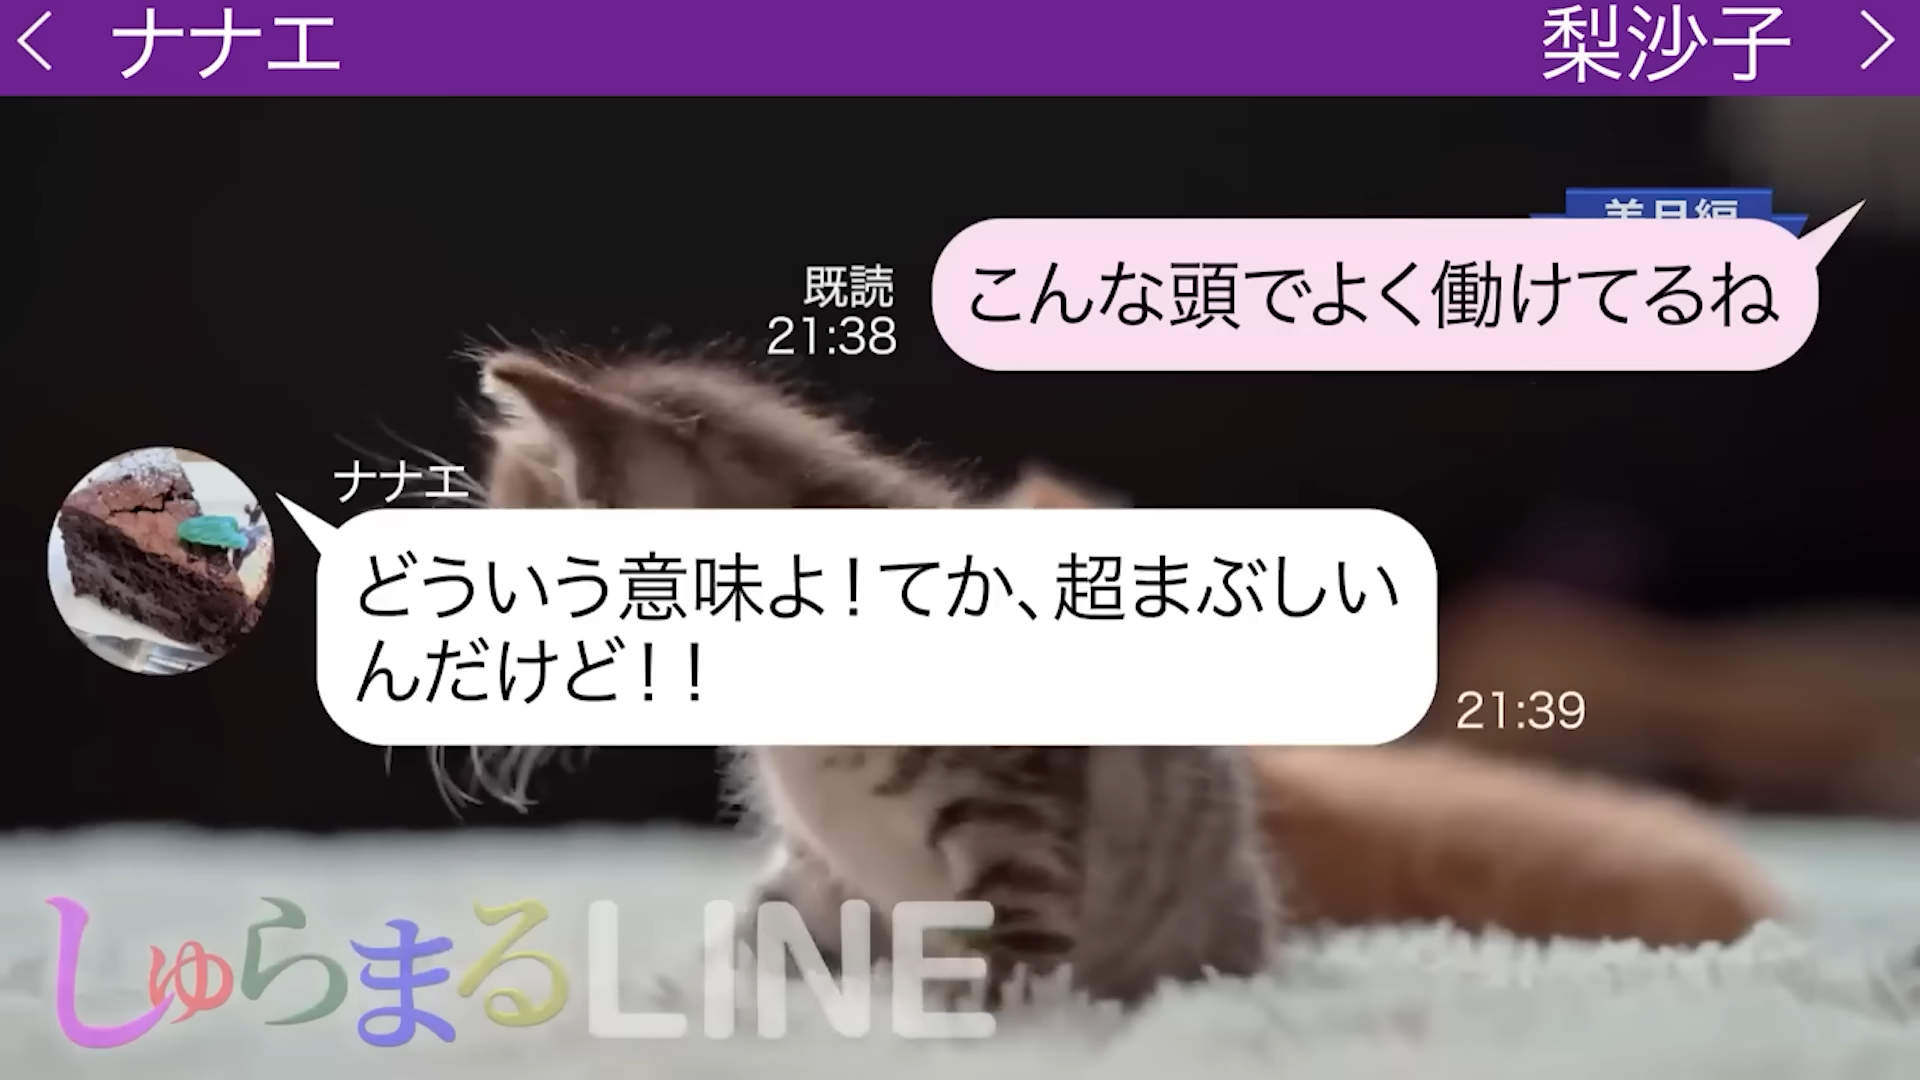 ナナエ
梨沙子
こんな頭でよく働けてるね
既読
21:38
ナナエ
どういう意味よ！てか、超まぶしい
んだけど！！
21:39
しゅらまるLINE